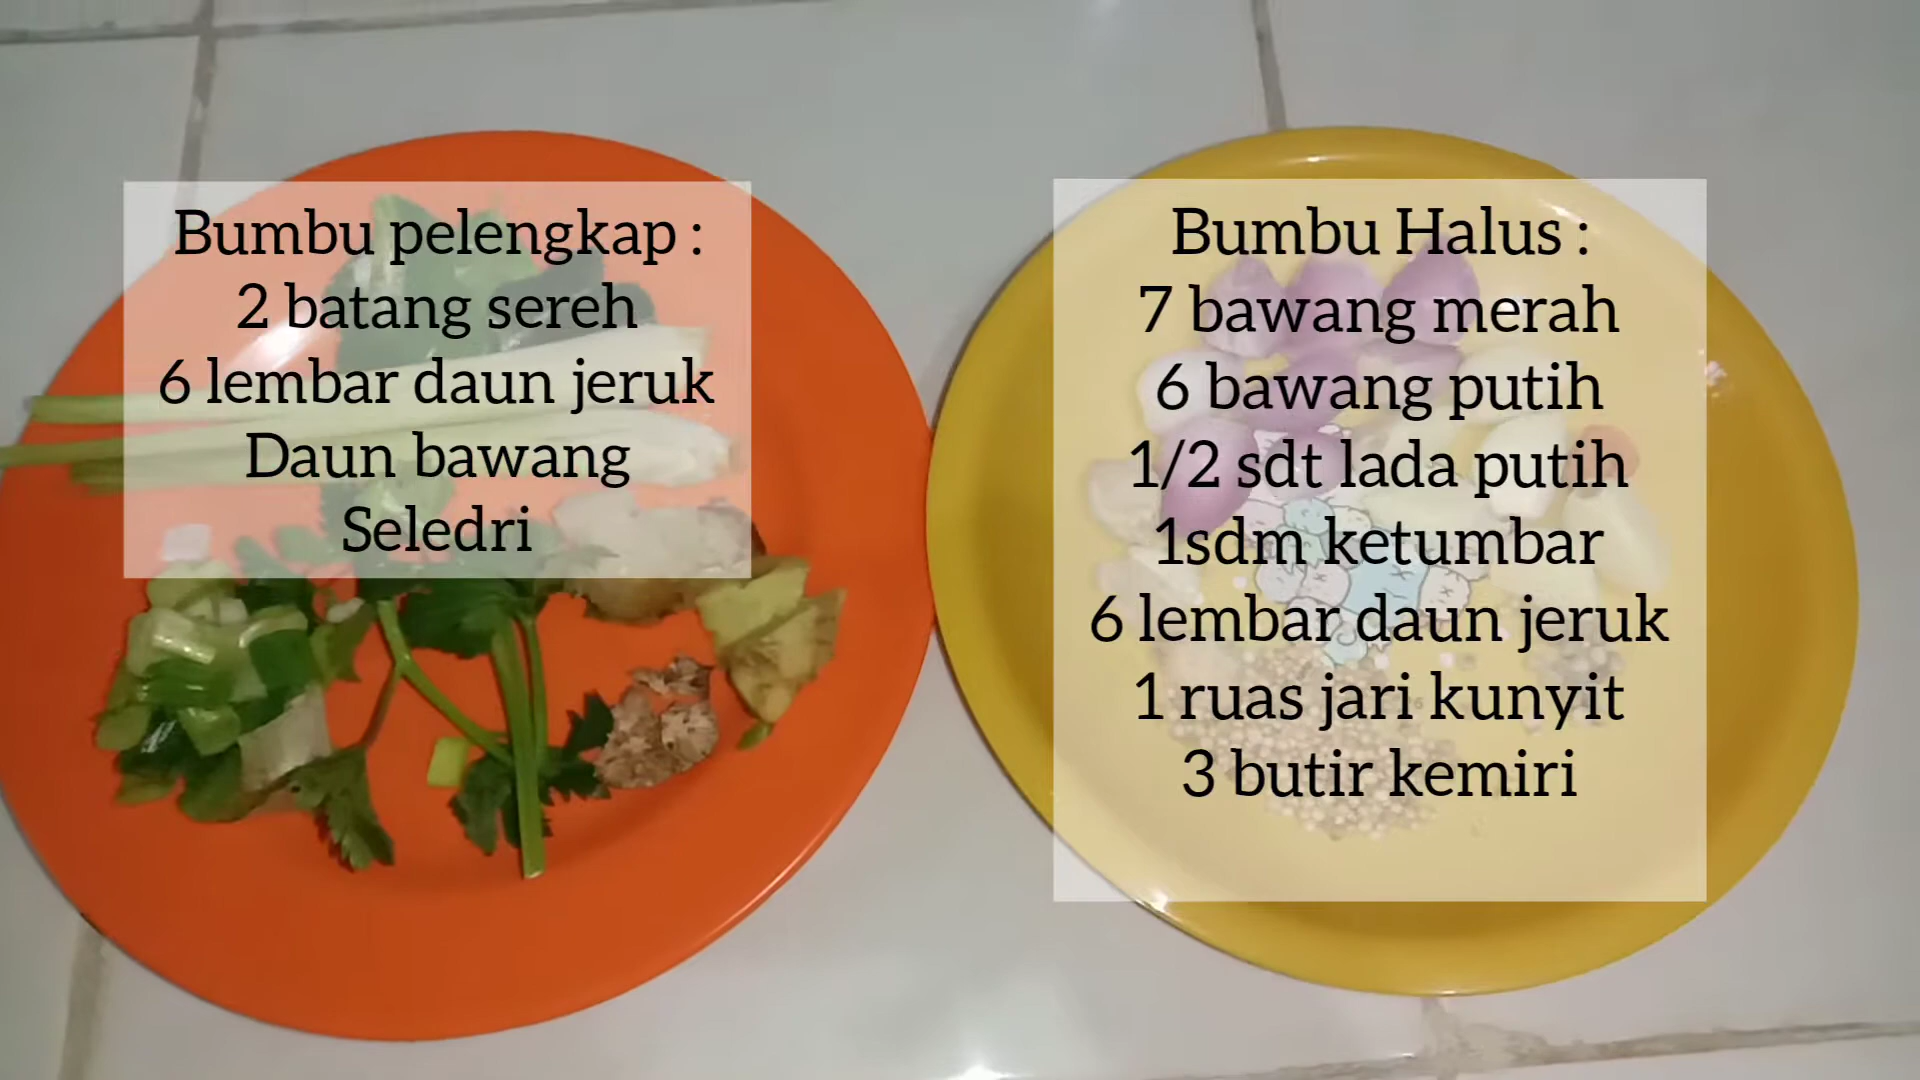 Bumbu pelengkap :
2 batang sereh
6 lembar daun jeruk
Daun bawang
Seledri
Bumbu Halus :
7 bawang merah
6 bawang putih
1/2 sdt lada putih
1sdm ketumbar
6 lembar daun jeruk
1 ruas jari kunyit
3 butir kemiri